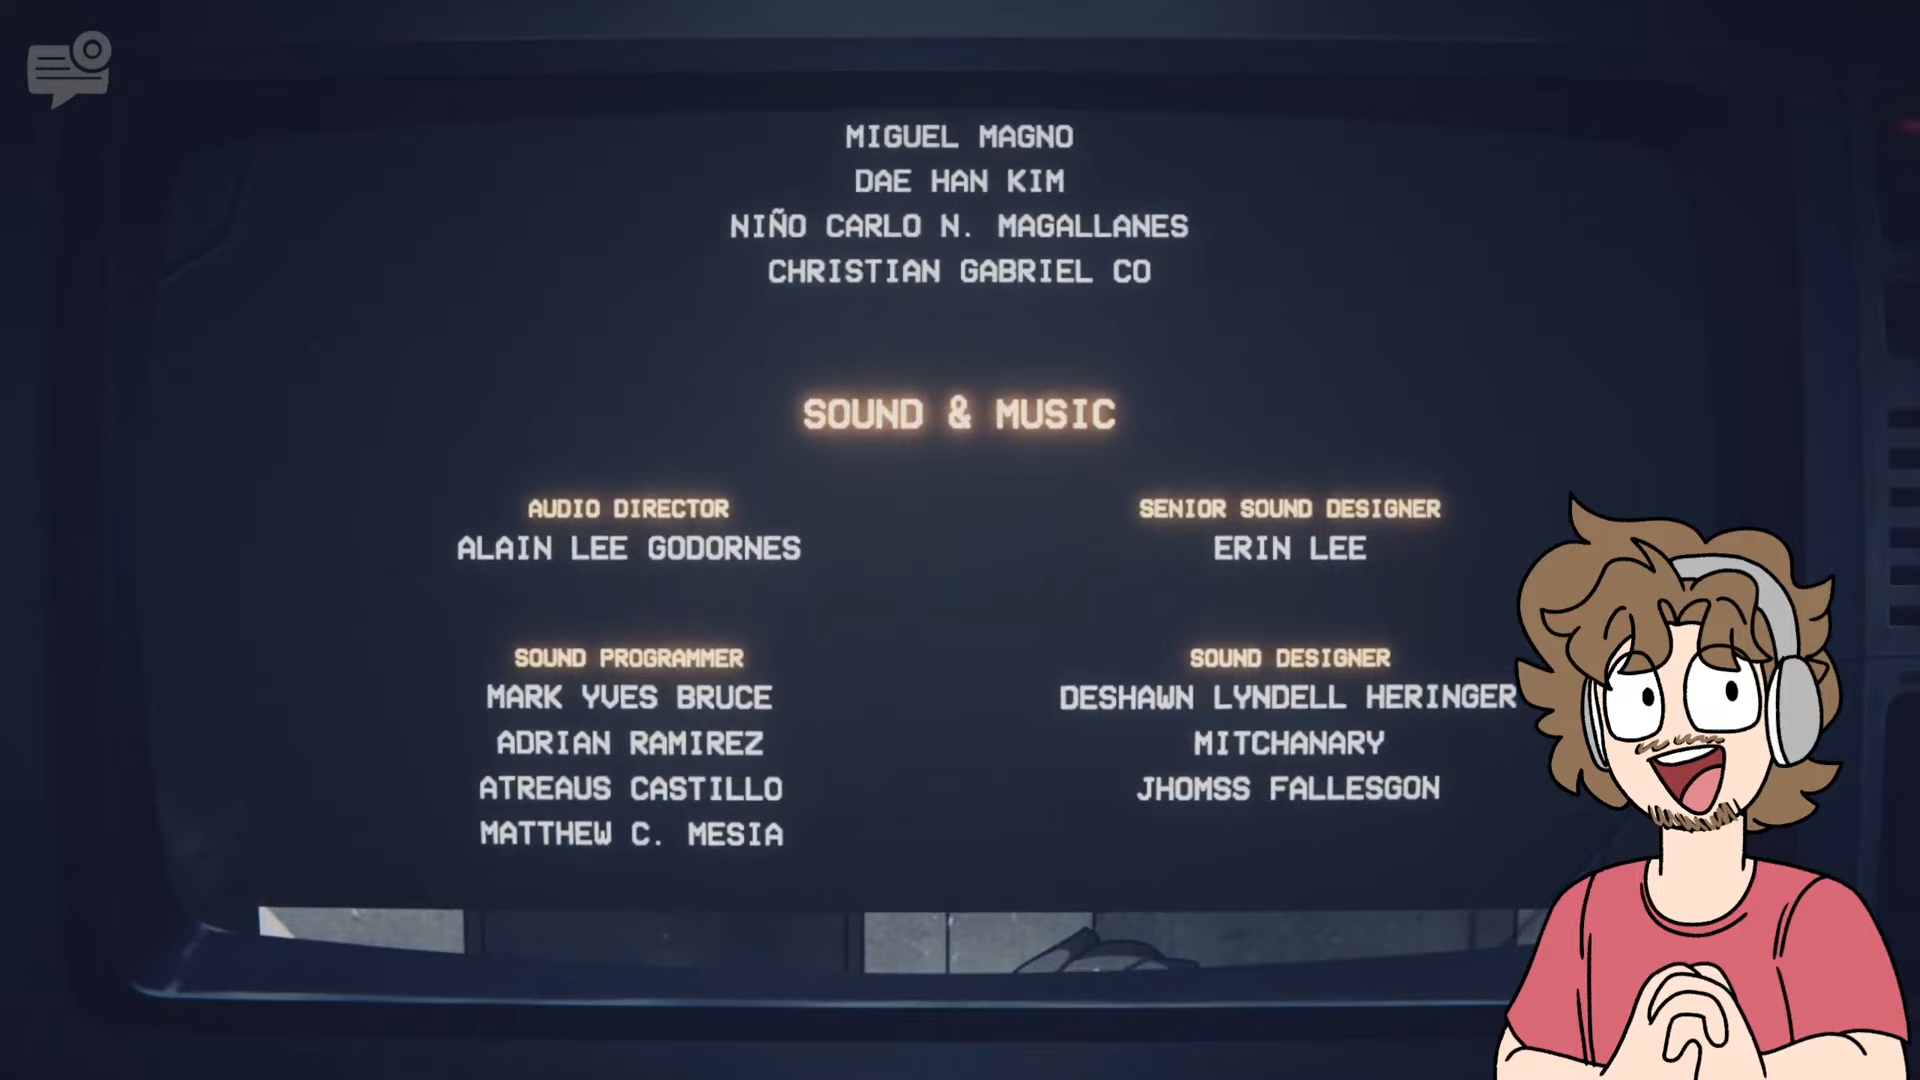 MIGUEL MAGNO
DAE HAN KIM
NIÑO CARLO N. MAGALLANES
CHRISTIAN GABRIEL CO
SOUND & MUSIC
AUDIO DIRECTOR
ALAIN LEE GODORNES
SENIOR SOUND DESIGNER
ERIN LEE
SOUND PROGRAMMER
MARK YVES BRUCE
ADRIAN RAMIREZ
ATREAUS CASTILLO
MATTHEW C. MESIA
SOUND DESIGNER
DESHAWN LYNDELL HERINGER
MITCHANARY
JHOMSS FALLESGON